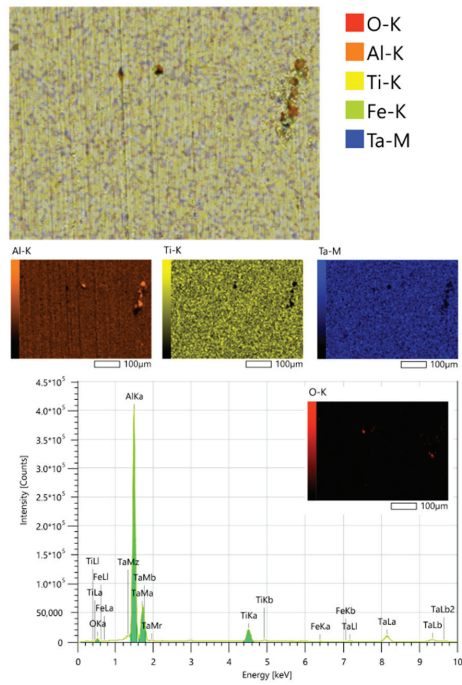 O-K
Al-K
Ti-K
Fe-K
Ta-M
Al-K
Ti-K
Ta-M
100μm
100μm
100μm
4.5*10⁵
4.0*10⁵
3.5*10⁵
3.0*10⁵
2.5*10⁵
2.0*10⁵
1.5*10⁵
1.0*10⁵
50,000
0
Intensity [Counts]
AlKa
O-K
100μm
TiLl
FeLl
TiLa
FeLa
OKa
TaMz
TaMb
TaMa
TaMr
TiKa
TiKb
FeKa
FeKb
TaLl
TaLa
TaLb2
TaLb
0 1 2 3 4 5 6 7 8 9 10
Energy [keV]